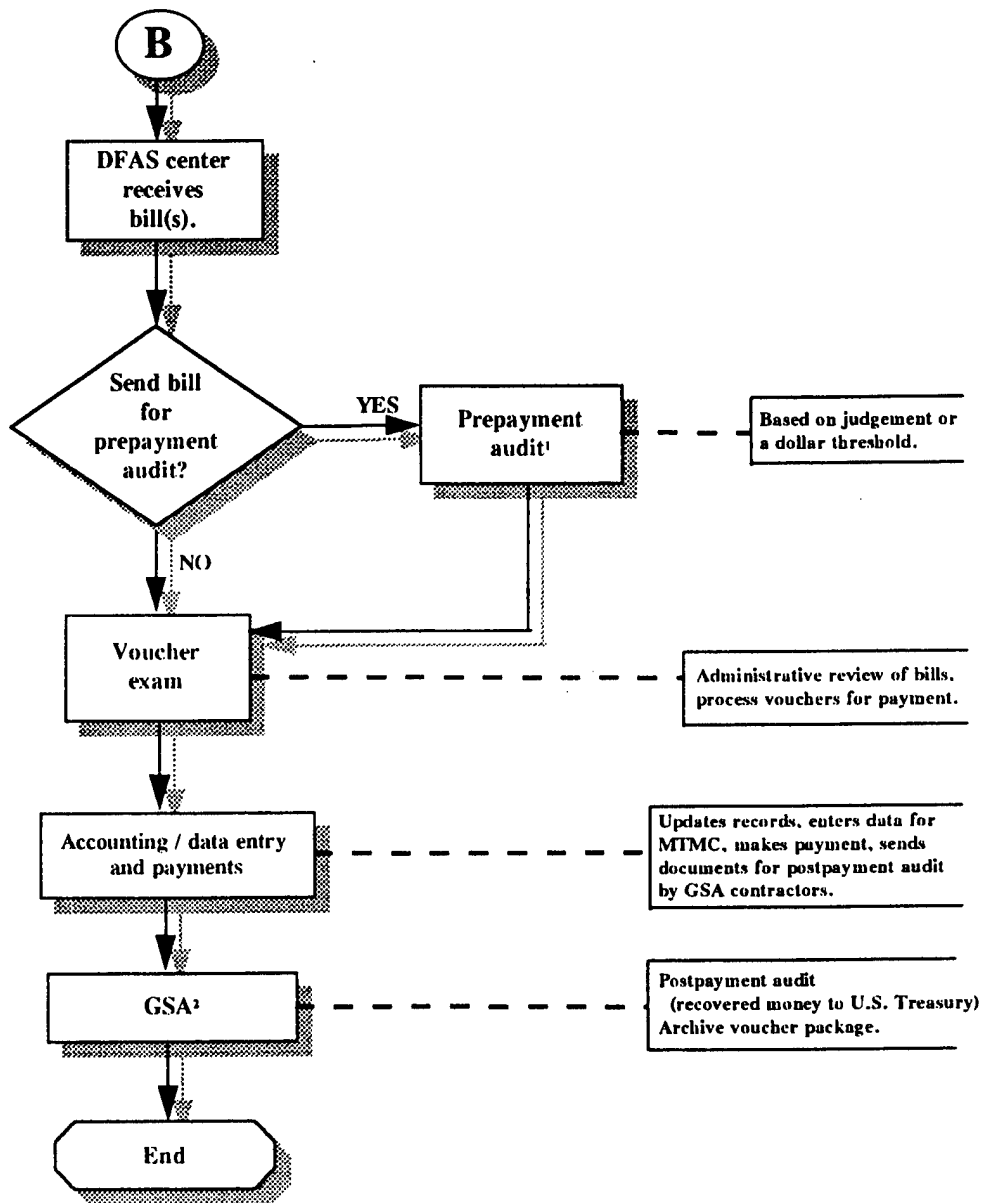 B
DFAS center
receives
bill(s).
Send bill
for
prepayment
audit?
YES
Prepayment
audit¹
Based on judgement or
a dollar threshold.
NO
Voucher
exam
Administrative review of bills,
process vouchers for payment.
Accounting / data entry
and payments
Updates records, enters data for
MTMC, makes payment, sends
documents for postpayment audit
by GSA contractors.
GSA²
Postpayment audit
(recovered money to U.S. Treasury)
Archive voucher package.
End